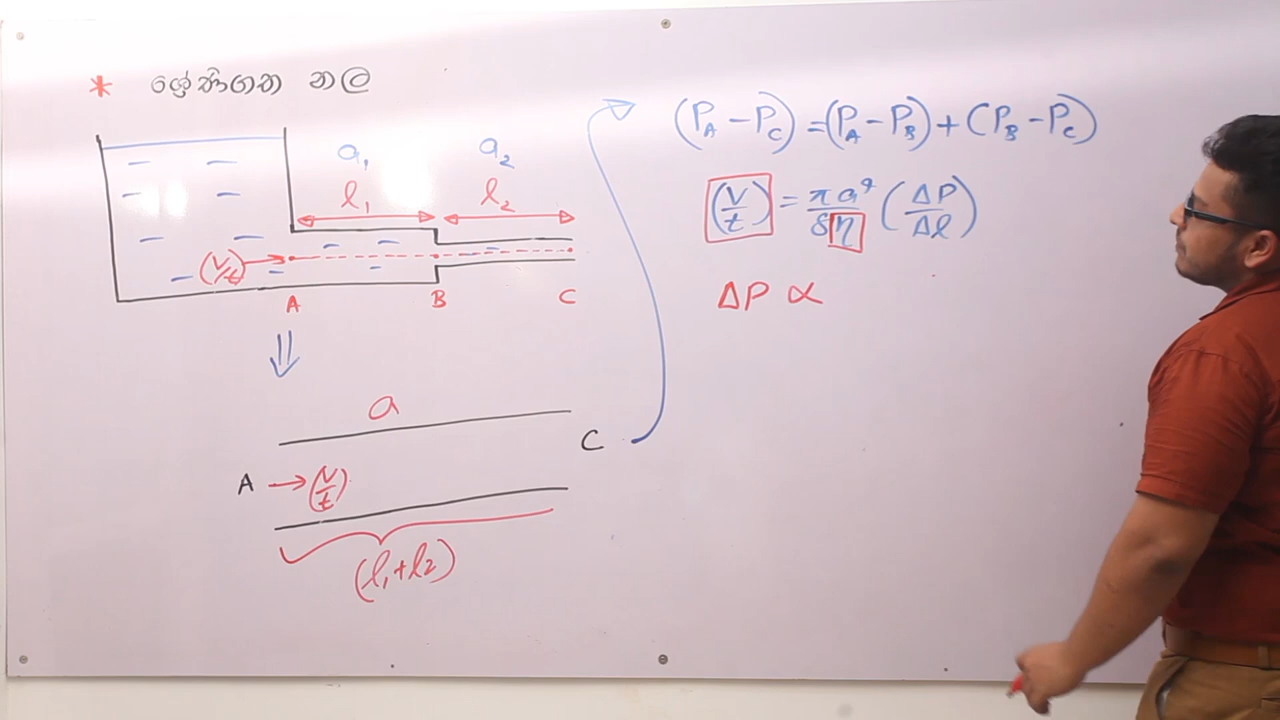 * ශ්‍රේණිගත නල
a₁ a₂
l₁ l₂
(V/t)
A B C
a
C
A → (V/t)
(l₁+l₂)
(P_A − P_C) = (P_A − P_B) + (P_B − P_C)
(V/t) = πa⁴/8η (ΔP/Δl)
ΔP ∝